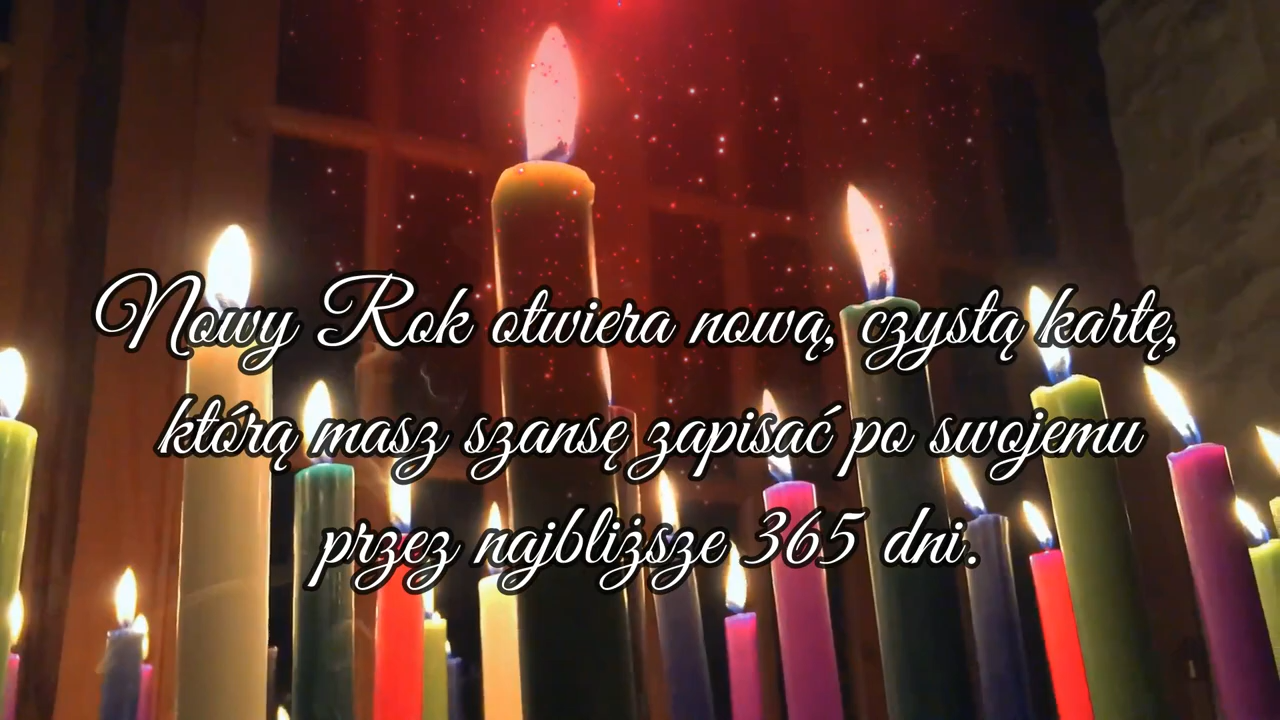 Nowy Rok otwiera nową, czystą kartę,
którą masz szansę zapisać po swojemu
przez najbliższe 365 dni.